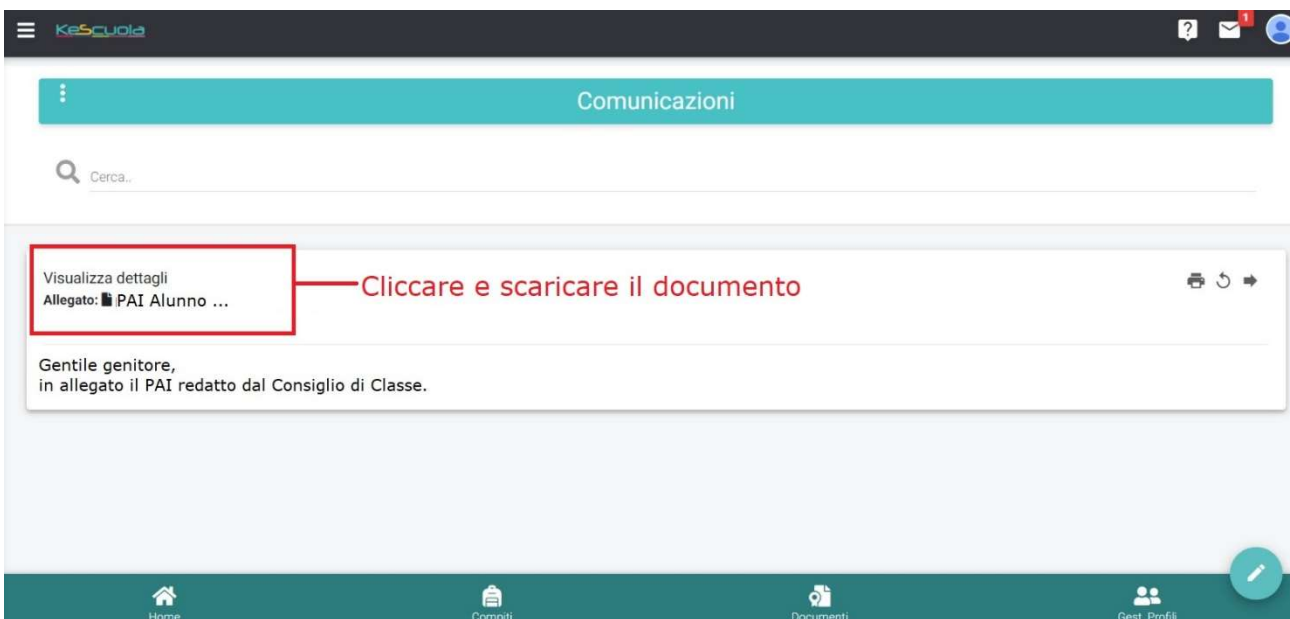 KeScuola
1
Comunicazioni
Cerca..
Visualizza dettagli
Allegato: PAI Alunno ...
Cliccare e scaricare il documento
Gentile genitore,
in allegato il PAI redatto dal Consiglio di Classe.
Home
Compiti
Documenti
Gest. Profili